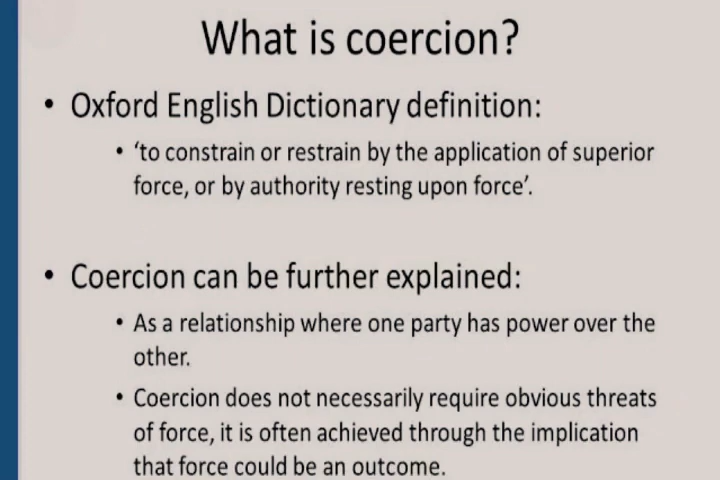 What is coercion?
• Oxford English Dictionary definition:
• ‘to constrain or restrain by the application of superior
force, or by authority resting upon force’.
• Coercion can be further explained:
• As a relationship where one party has power over the
other.
• Coercion does not necessarily require obvious threats
of force, it is often achieved through the implication
that force could be an outcome.